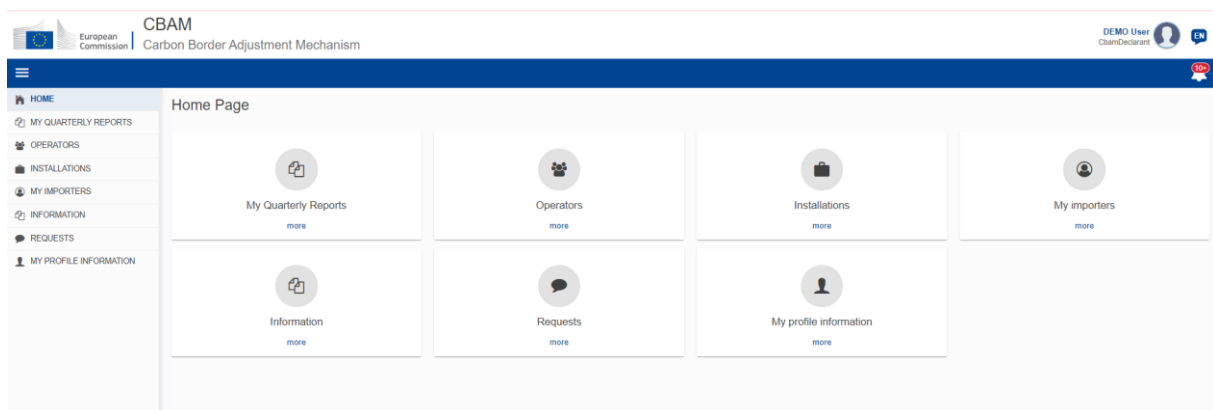 European
Commission
CBAM
Carbon Border Adjustment Mechanism
DEMO User
CbamDeclarant
EN
10+
HOME
MY QUARTERLY REPORTS
OPERATORS
INSTALLATIONS
MY IMPORTERS
INFORMATION
REQUESTS
MY PROFILE INFORMATION
Home Page
My Quarterly Reports
more
Operators
more
Installations
more
My importers
more
Information
more
Requests
more
My profile information
more